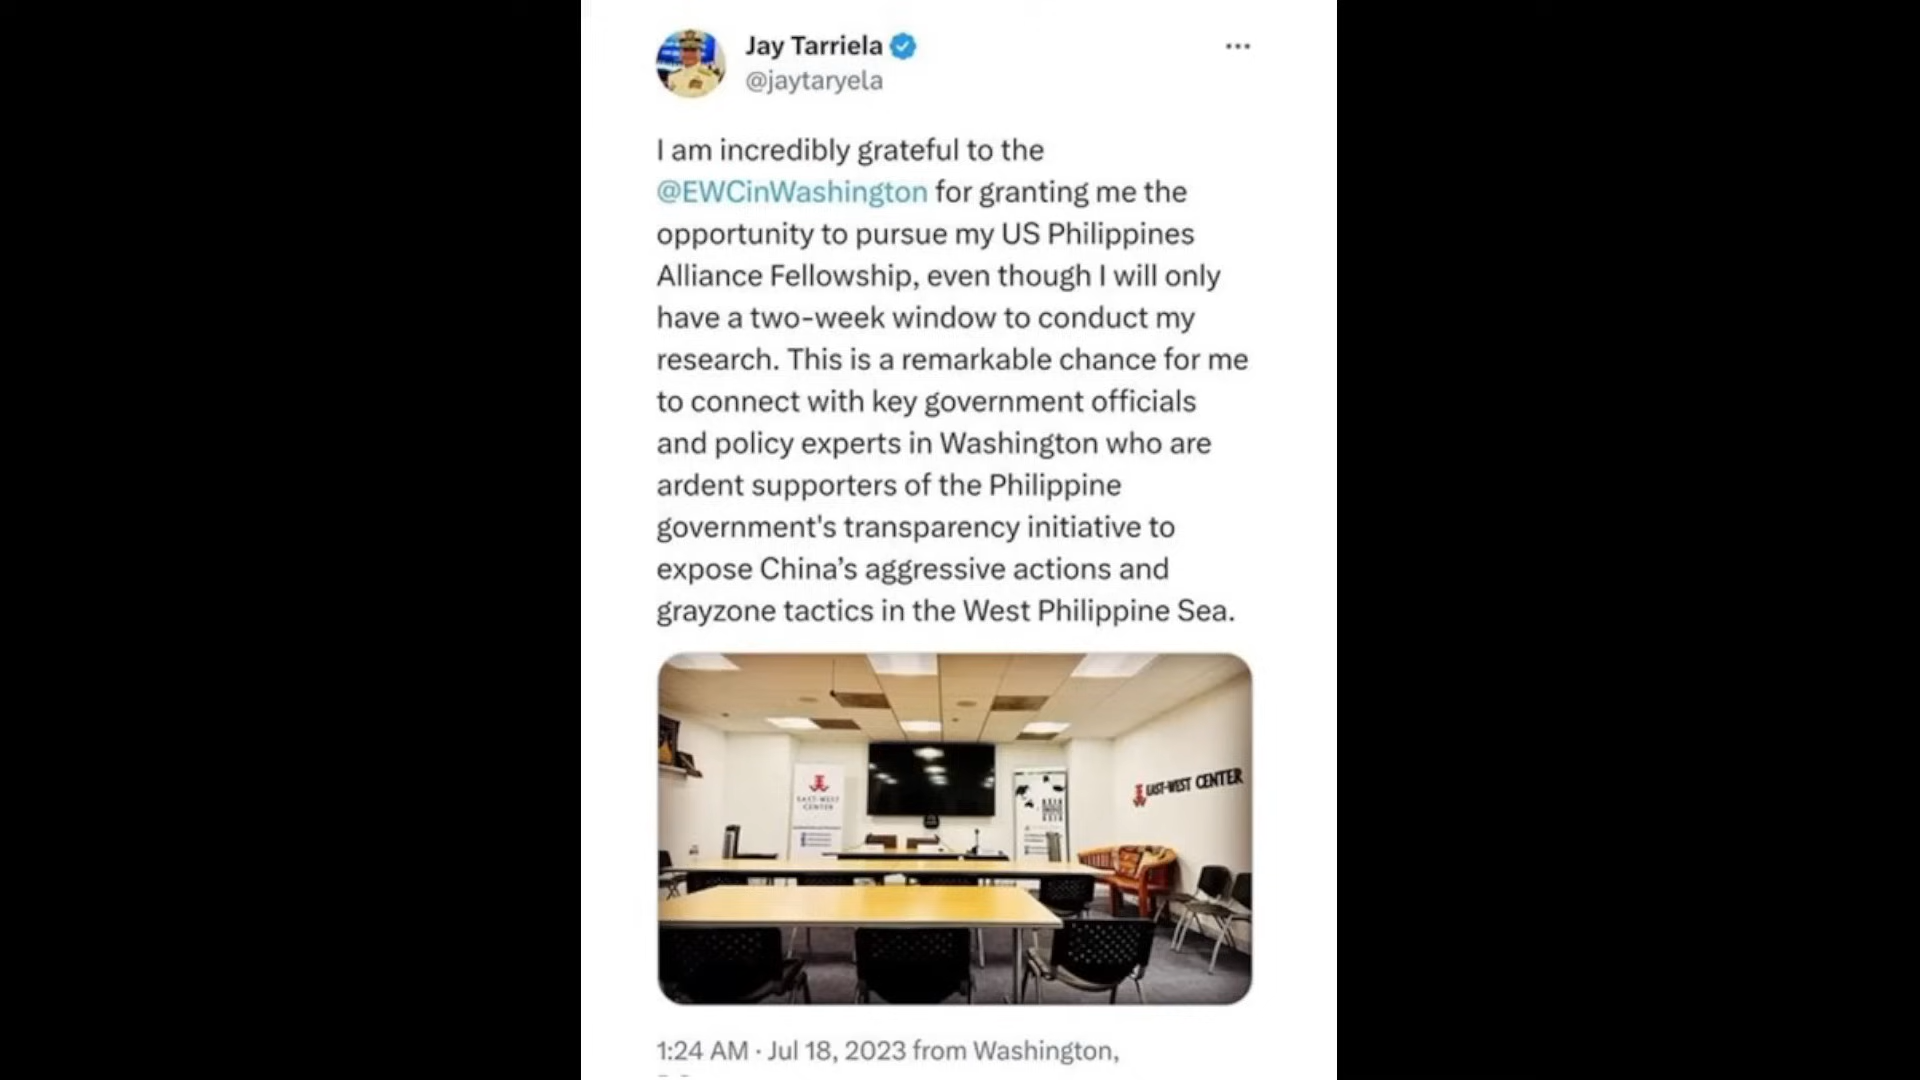 Jay Tarriela
@jaytaryela
I am incredibly grateful to the
@EWCinWashington for granting me the
opportunity to pursue my US Philippines
Alliance Fellowship, even though I will only
have a two-week window to conduct my
research. This is a remarkable chance for me
to connect with key government officials
and policy experts in Washington who are
ardent supporters of the Philippine
government's transparency initiative to
expose China’s aggressive actions and
grayzone tactics in the West Philippine Sea.
EAST-WEST
CENTER
EAST-WEST CENTER
1:24 AM · Jul 18, 2023 from Washington,